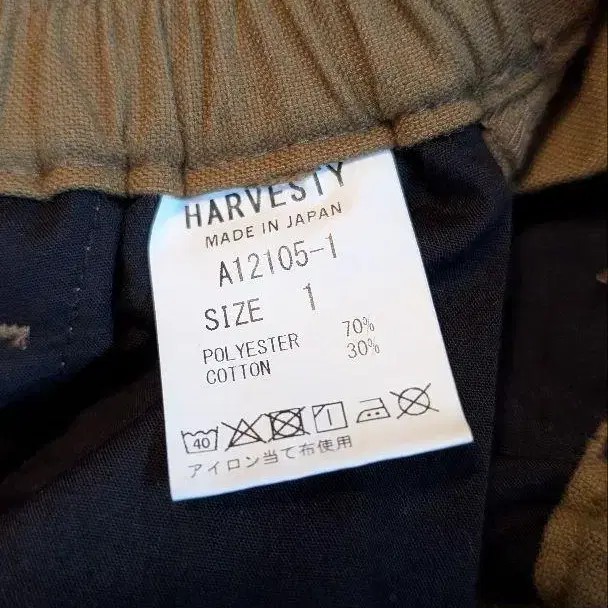 HARVESTY
MADE IN JAPAN
A12105-1
SIZE 1
POLYESTER 70%
COTTON 30%
40
アイロン当て布使用